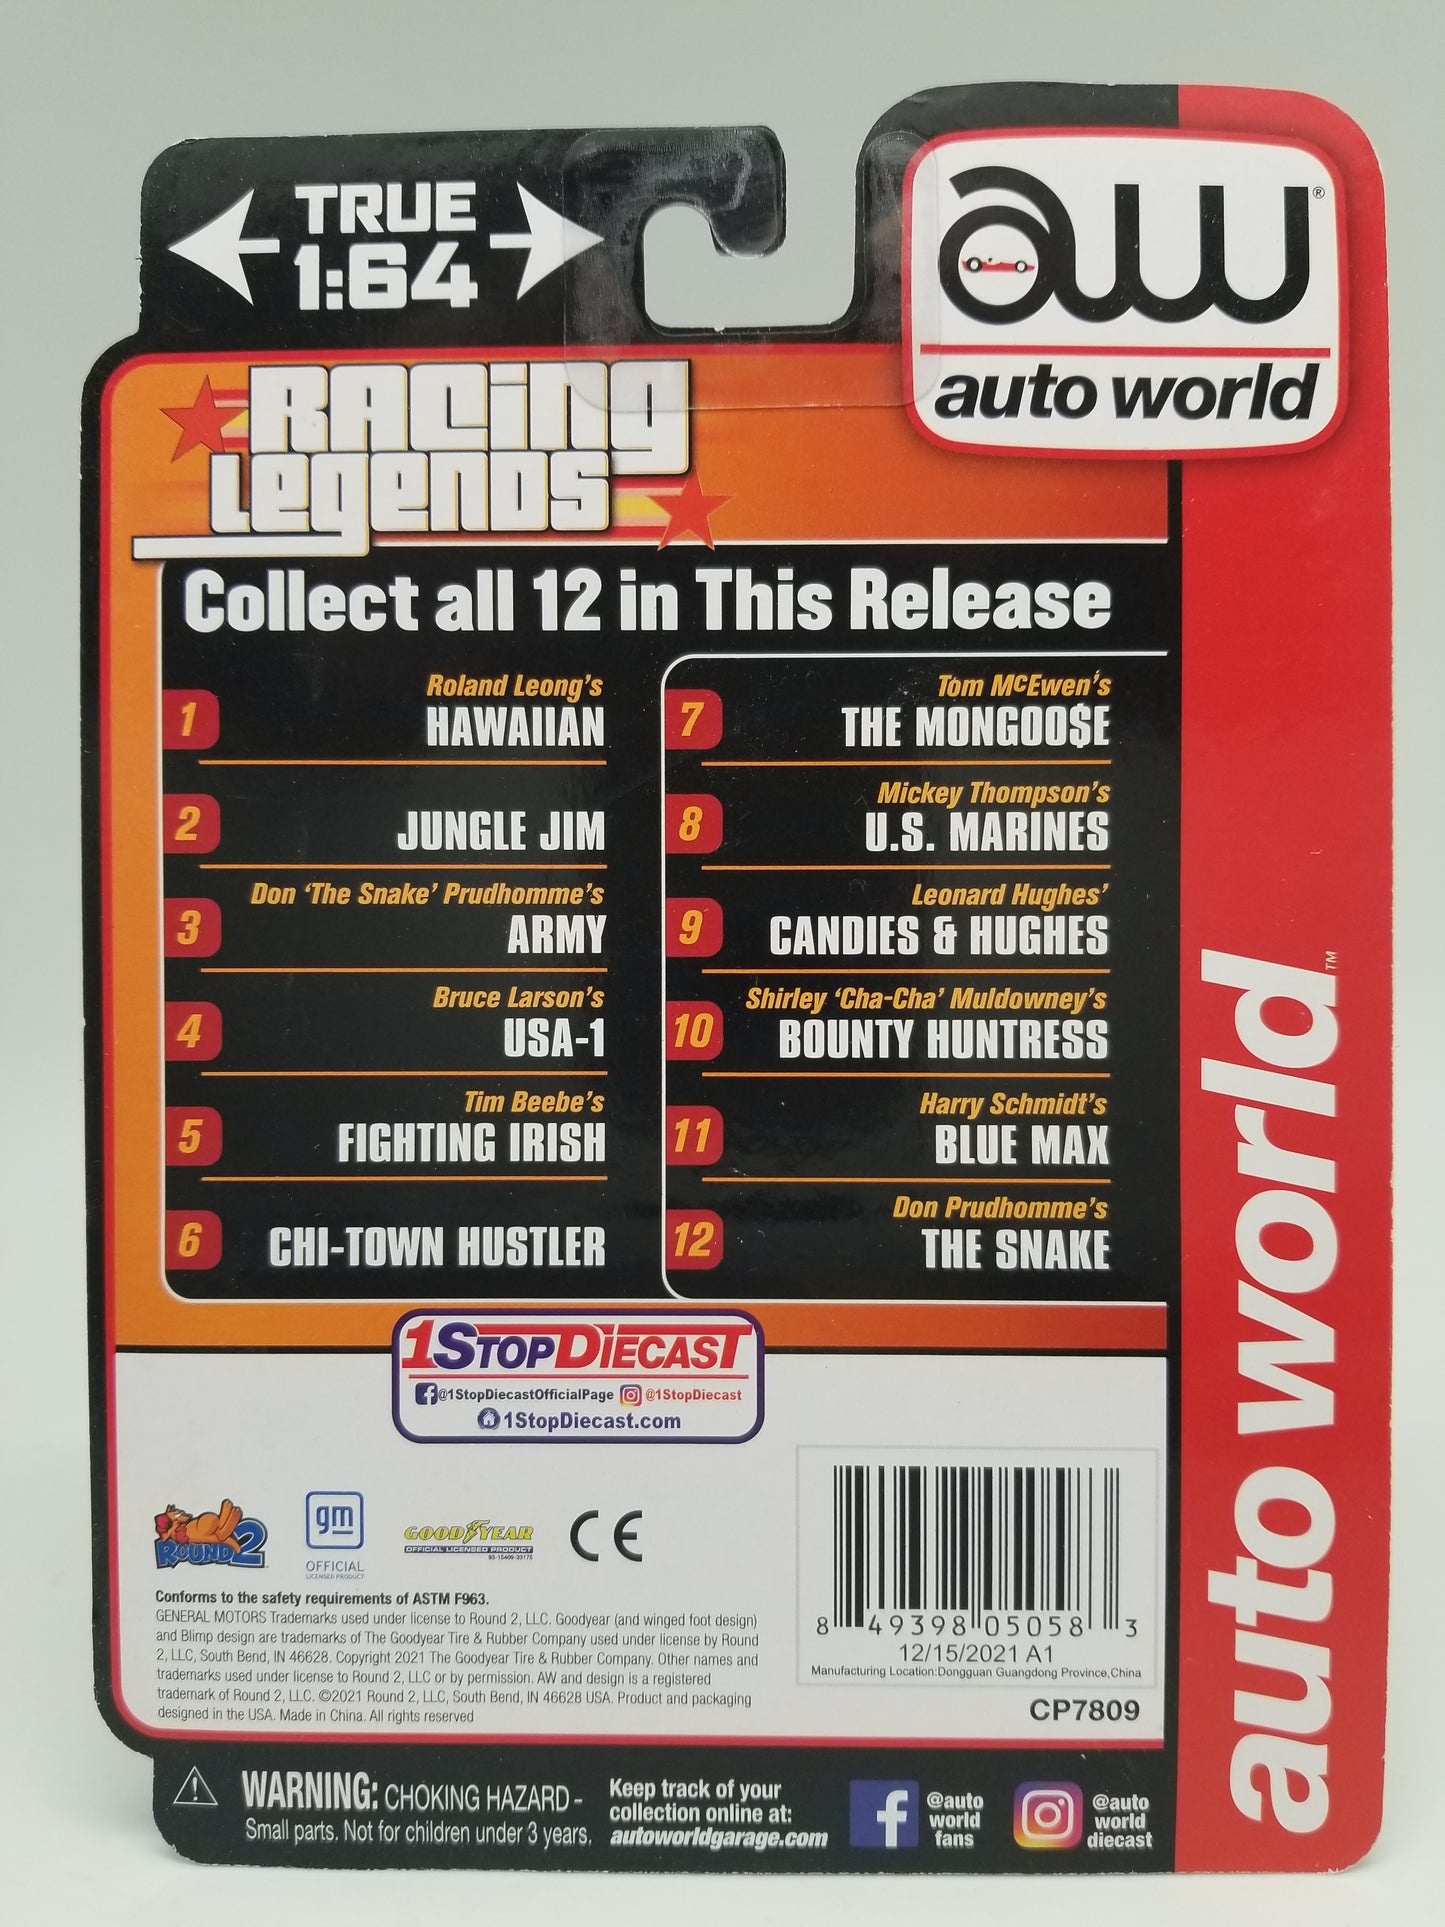 TRUE
1:64
aw®
auto world
Racing
Legends
Collect all 12 in This Release
1 Roland Leong's
HAWAIIAN
2 JUNGLE JIM
3 Don ‘The Snake’ Prudhomme's
ARMY
4 Bruce Larson's
USA-1
5 Tim Beebe's
FIGHTING IRISH
6 CHI-TOWN HUSTLER
7 Tom McEwen's
THE MONGOO$E
8 Mickey Thompson's
U.S. MARINES
9 Leonard Hughes’
CANDIES & HUGHES
10 Shirley ‘Cha-Cha’ Muldowney's
BOUNTY HUNTRESS
11 Harry Schmidt's
BLUE MAX
12 Don Prudhomme's
THE SNAKE
auto world™
1StopDiecast
@1StopDiecastOfficialPage @1StopDiecast
1StopDiecast.com
ROUND 2
gm
OFFICIAL
LICENSED PRODUCT
GOODYEAR
OFFICIAL LICENSED PRODUCT
93-15409-33175
CE
Conforms to the safety requirements of ASTM F963.
GENERAL MOTORS Trademarks used under license to Round 2, LLC. Goodyear (and winged foot design)
and Blimp design are trademarks of The Goodyear Tire & Rubber Company used under license by Round
2, LLC, South Bend, IN 46628. Copyright 2021 The Goodyear Tire & Rubber Company. Other names and
trademarks used under license to Round 2, LLC or by permission. AW and design is a registered
trademark of Round 2, LLC. ©2021 Round 2, LLC, South Bend, IN 46628 USA. Product and packaging
designed in the USA. Made in China. All rights reserved
8 49398 05058 3
12/15/2021 A1
Manufacturing Location:Dongguan Guangdong Province,China
CP7809
WARNING: CHOKING HAZARD -
Small parts. Not for children under 3 years.
Keep track of your
collection online at:
autoworldgarage.com
@auto
world
fans
@auto
world
diecast